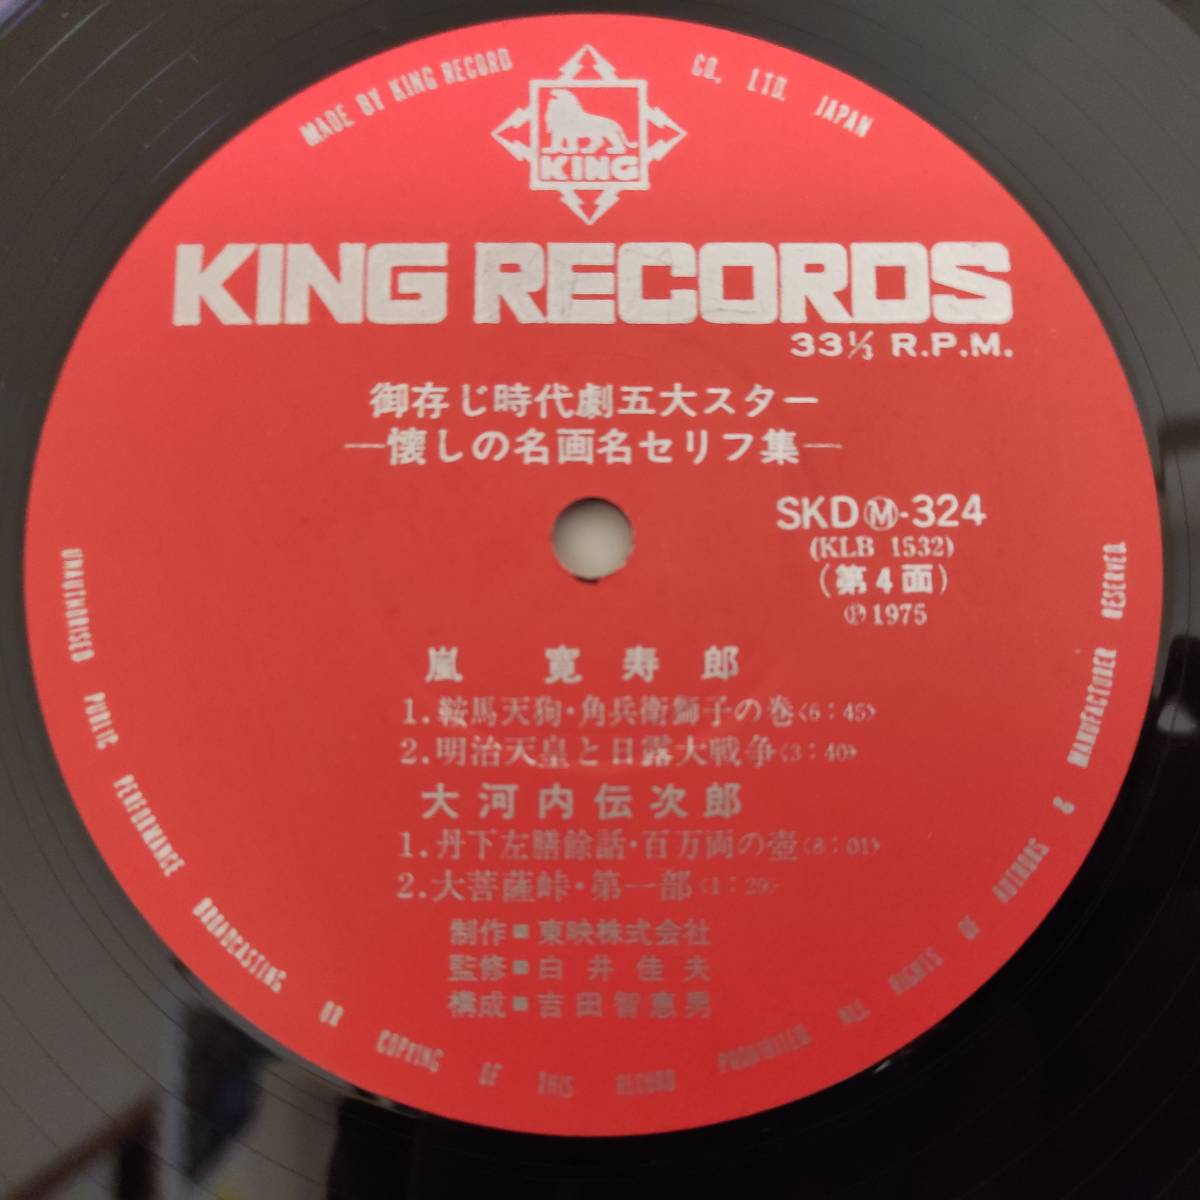 MADE BY KING RECORD CO., LTD. JAPAN
KING
KING RECORDS
33⅓ R.P.M.
御存じ時代劇五大スター
―懐しの名画名セリフ集―
SKDⓂ-324
(KLB 1532)
(第4面)
Ⓟ1975
嵐 寛 寿 郎
1.鞍馬天狗・角兵衛獅子の巻〈6:45〉
2.明治天皇と日露大戦争〈3:40〉
大河内伝次郎
1.丹下左膳餘話・百万両の壺〈8:01〉
2.大菩薩峠・第一部〈1:29〉
制作■東映株式会社
監修■白井佳夫
構成■吉田智恵男
UNAUTHORISED PUBLIC PERFORMANCE BROADCASTING OR COPYING OF THIS RECORD PROHIBITED ALL RIGHTS OF AUTHORS & MANUFACTURER RESERVED.